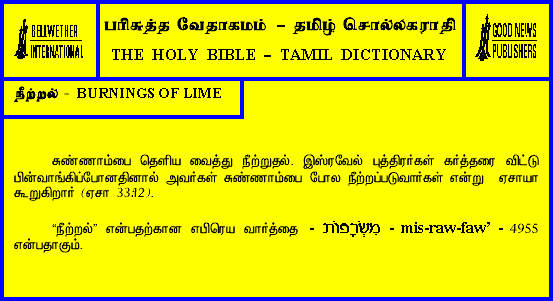 BELLWETHER
INTERNATIONAL
பரிசுத்த வேதாகமம் – தமிழ் சொல்லகராதி
THE HOLY BIBLE – TAMIL DICTIONARY
GOOD NEWS
PUBLISHERS
நீற்றல் - BURNINGS OF LIME
சுண்ணாம்பை தெளிய வைத்து நீற்றுதல். இஸ்ரவேல் புத்திரர்கள் கர்த்தரை விட்டு
பின்வாங்கிப்போனதினால் அவர்கள் சுண்ணாம்பை போல நீற்றப்படுவார்கள் என்று ஏசாயா
கூறுகிறார் (ஏசா 33:12).
“நீற்றல்” என்பதற்கான எபிரெய வார்த்தை - מִשְׂרָפוֹת - mis-raw-faw’ - 4955
என்பதாகும்.